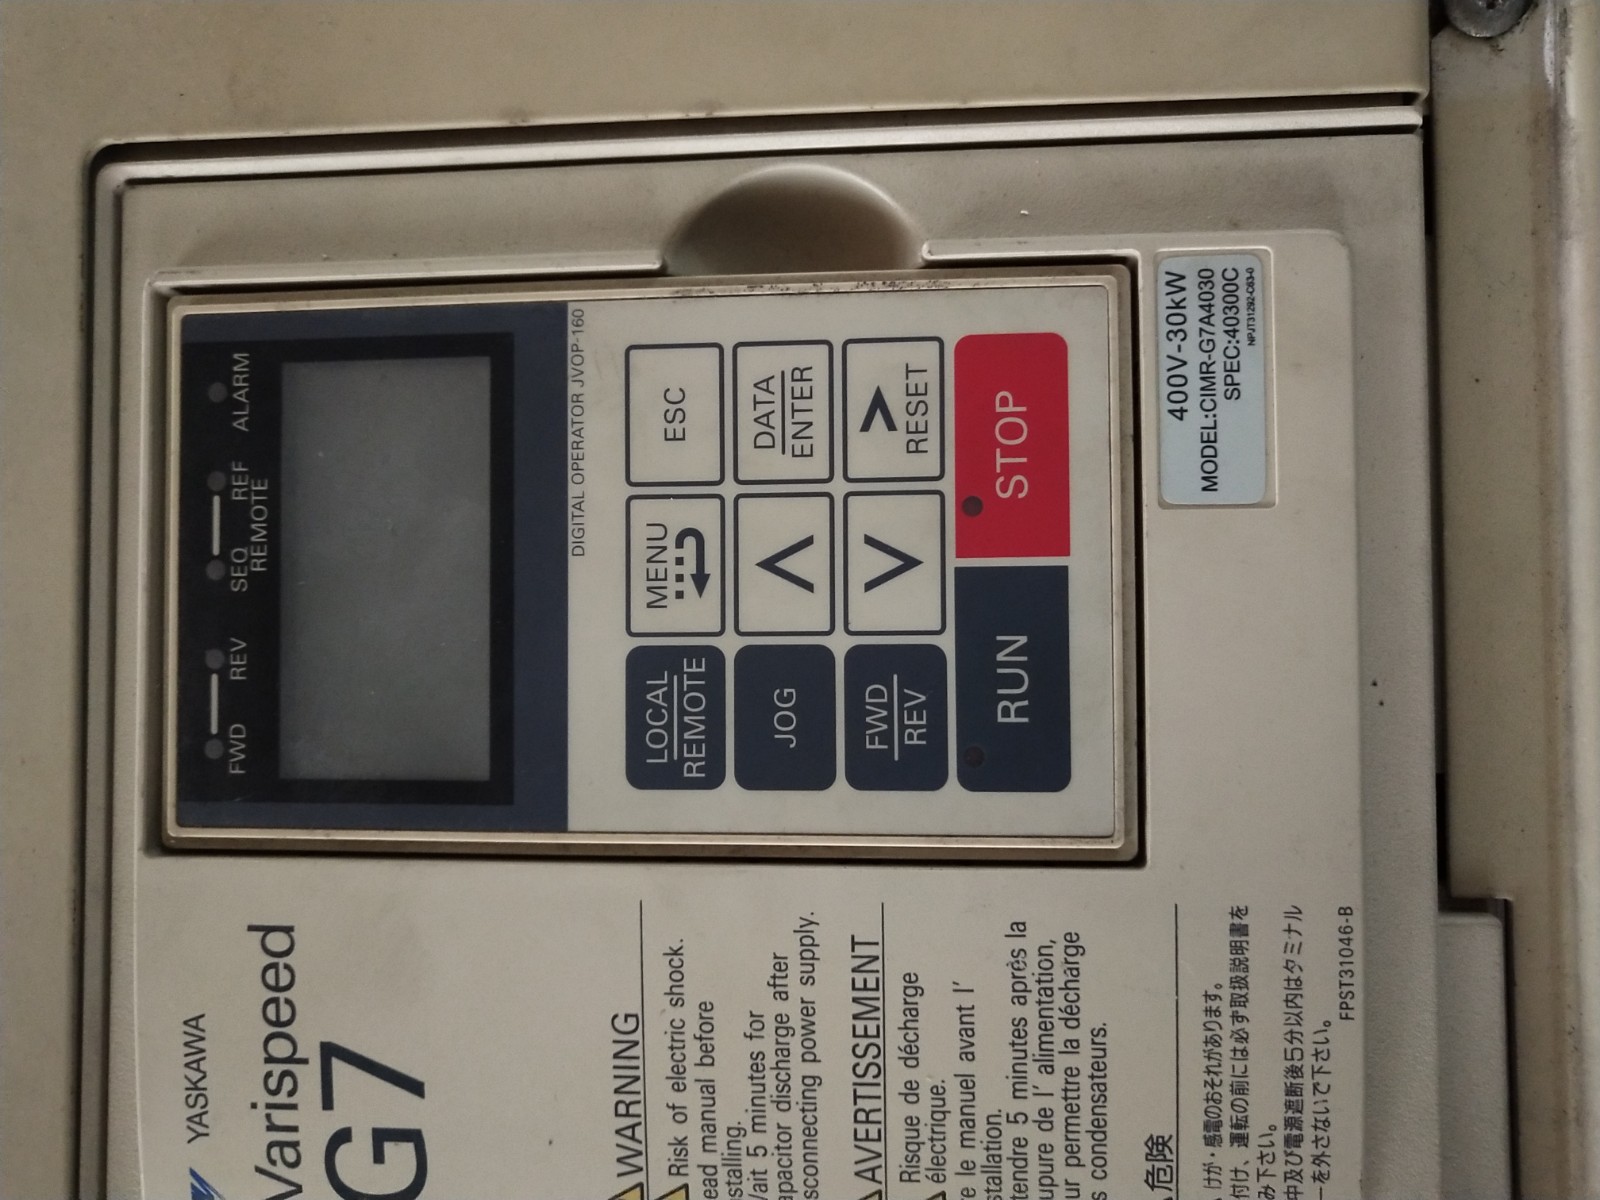 YASKAWA
Varispeed
G7
FWD REV SEQ REF ALARM
REMOTE
DIGITAL OPERATOR JVOP-160
LOCAL
REMOTE
MENU
ESC
JOG
DATA
ENTER
FWD
REV
RESET
RUN
STOP
400V-30kW
MODEL:CIMR-G7A4030
SPEC:40300C
NPJT31292-C63-0
WARNING
Risk of electric shock.
ead manual before
stalling.
ait 5 minutes for
apacitor discharge after
sconnecting power supply.
AVERTISSEMENT
Risque de décharge
électrique.
e le manuel avant l'
stallation.
tendre 5 minutes après la
upure de l' alimentation,
ur permettre la décharge
s condensateurs.
危険
けが・感電のおそれがあります。
付け、運転の前には必ず取扱説明書を
み下さい。
中及び電源遮断後5分以内はタミナル
ーを外さないで下さい。
FPST31046-B